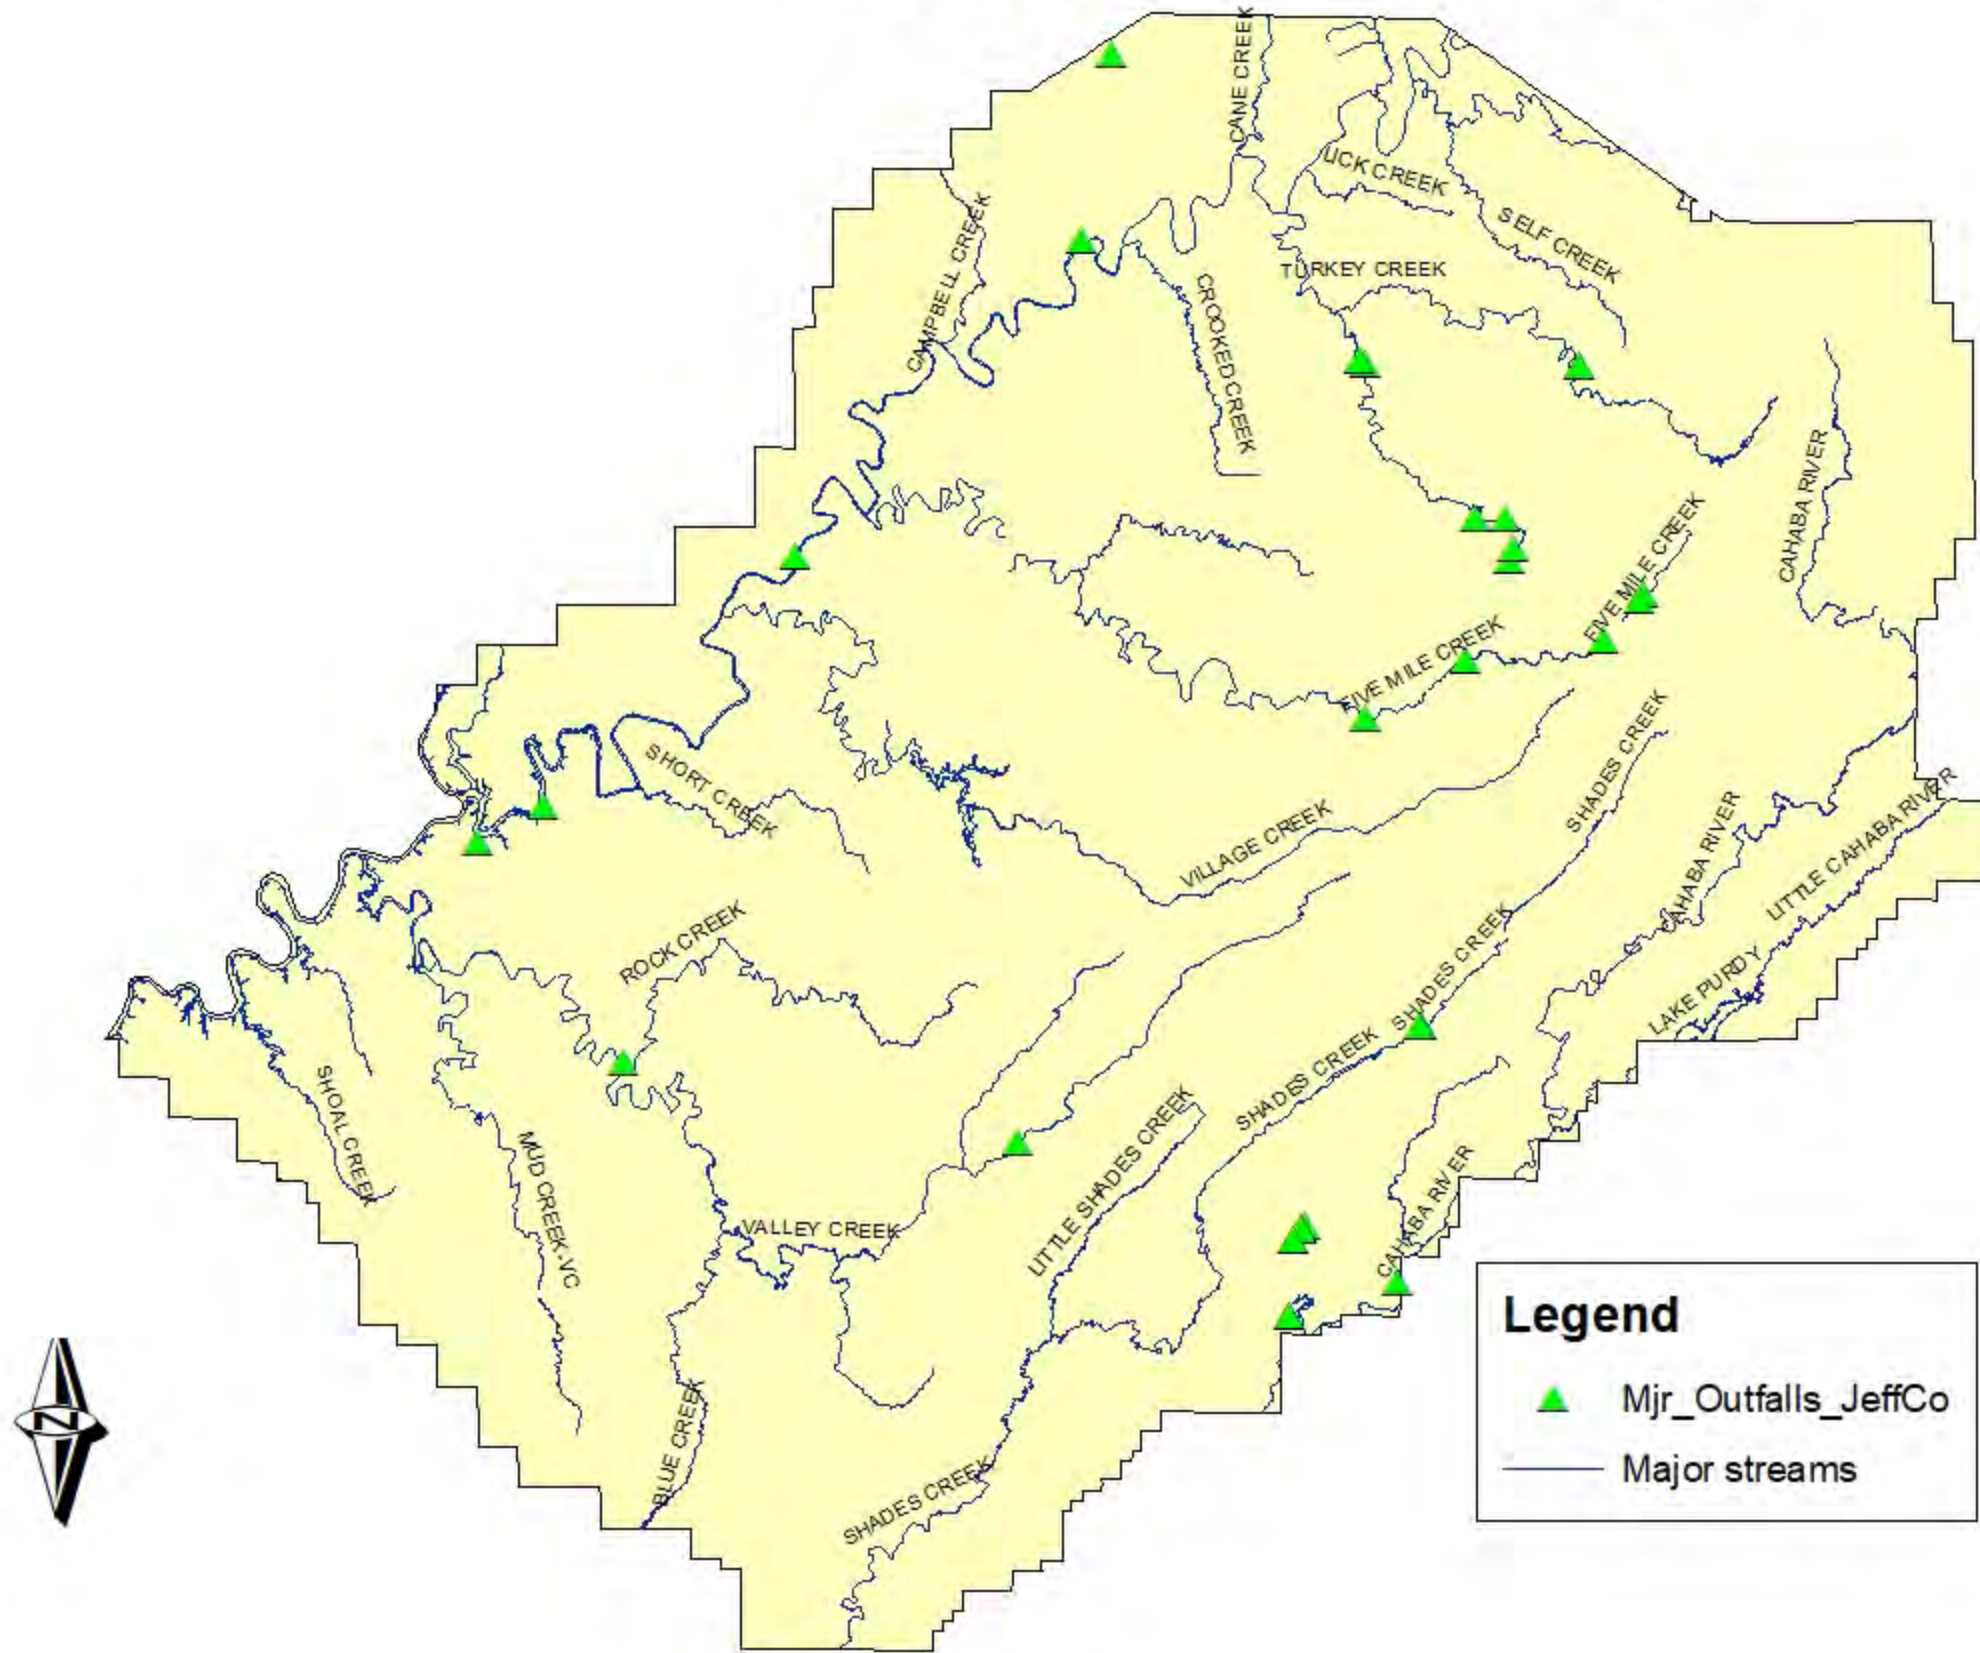 CANE CREEK
LICK CREEK
SELF CREEK
CAMPBELL CREEK
TURKEY CREEK
CROOKED CREEK
CAHABA RIVER
FIVE MILE CREEK
FIVE MILE CREEK
SHADES CREEK
SHORT CREEK
VILLAGE CREEK
CAHABA RIVER
LITTLE CAHABA RIVER
ROCK CREEK
SHADES CREEK
LAKE PURDY
SHADES CREEK
SHOAL CREEK
MUD CREEK-VC
LITTLE SHADES CREEK
CAHABA RIVER
VALLEY CREEK
BLUE CREEK
SHADES CREEK
N
Legend
Mjr_Outfalls_JeffCo
Major streams